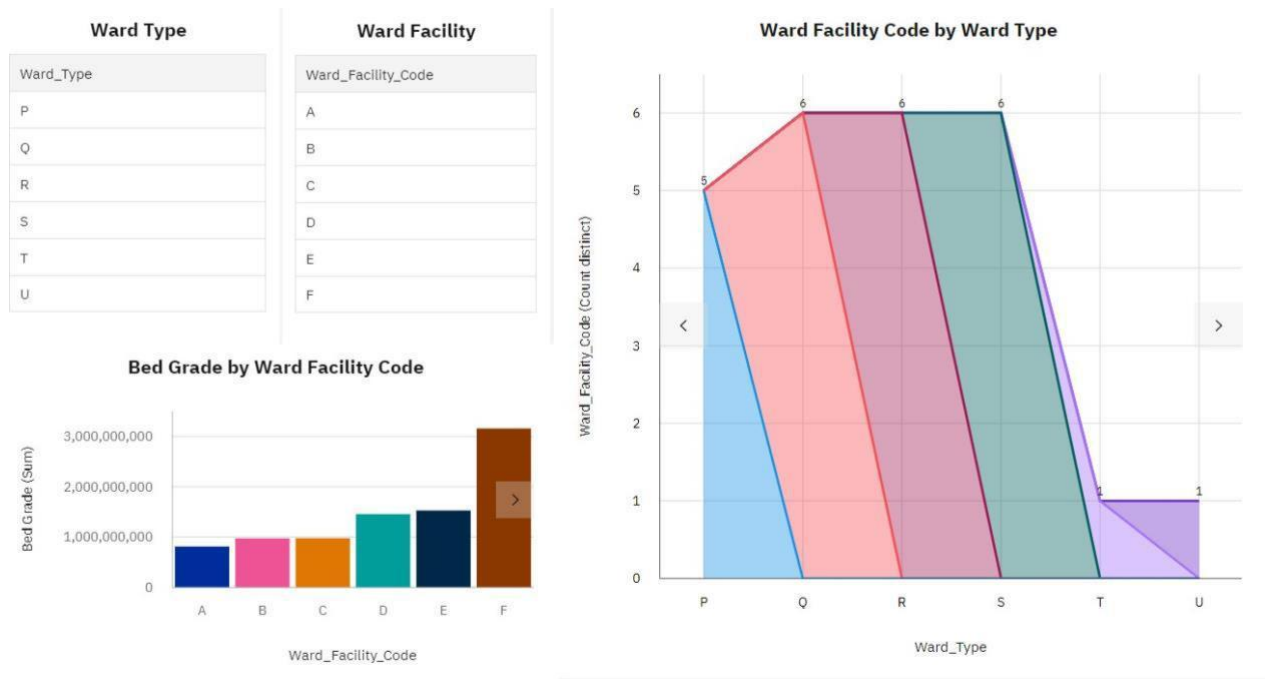 Ward Type
Ward_Type
P
Q
R
S
T
U
Ward Facility
Ward_Facility_Code
A
B
C
D
E
F
Bed Grade by Ward Facility Code
Bed Grade (Sum)
3,000,000,000
2,000,000,000
1,000,000,000
0
A B C D E F
Ward_Facility_Code
Ward Facility Code by Ward Type
Ward_Facility_Code (Count distinct)
6
5
4
3
2
1
0
5 6 6 6 1 1
P Q R S T U
Ward_Type